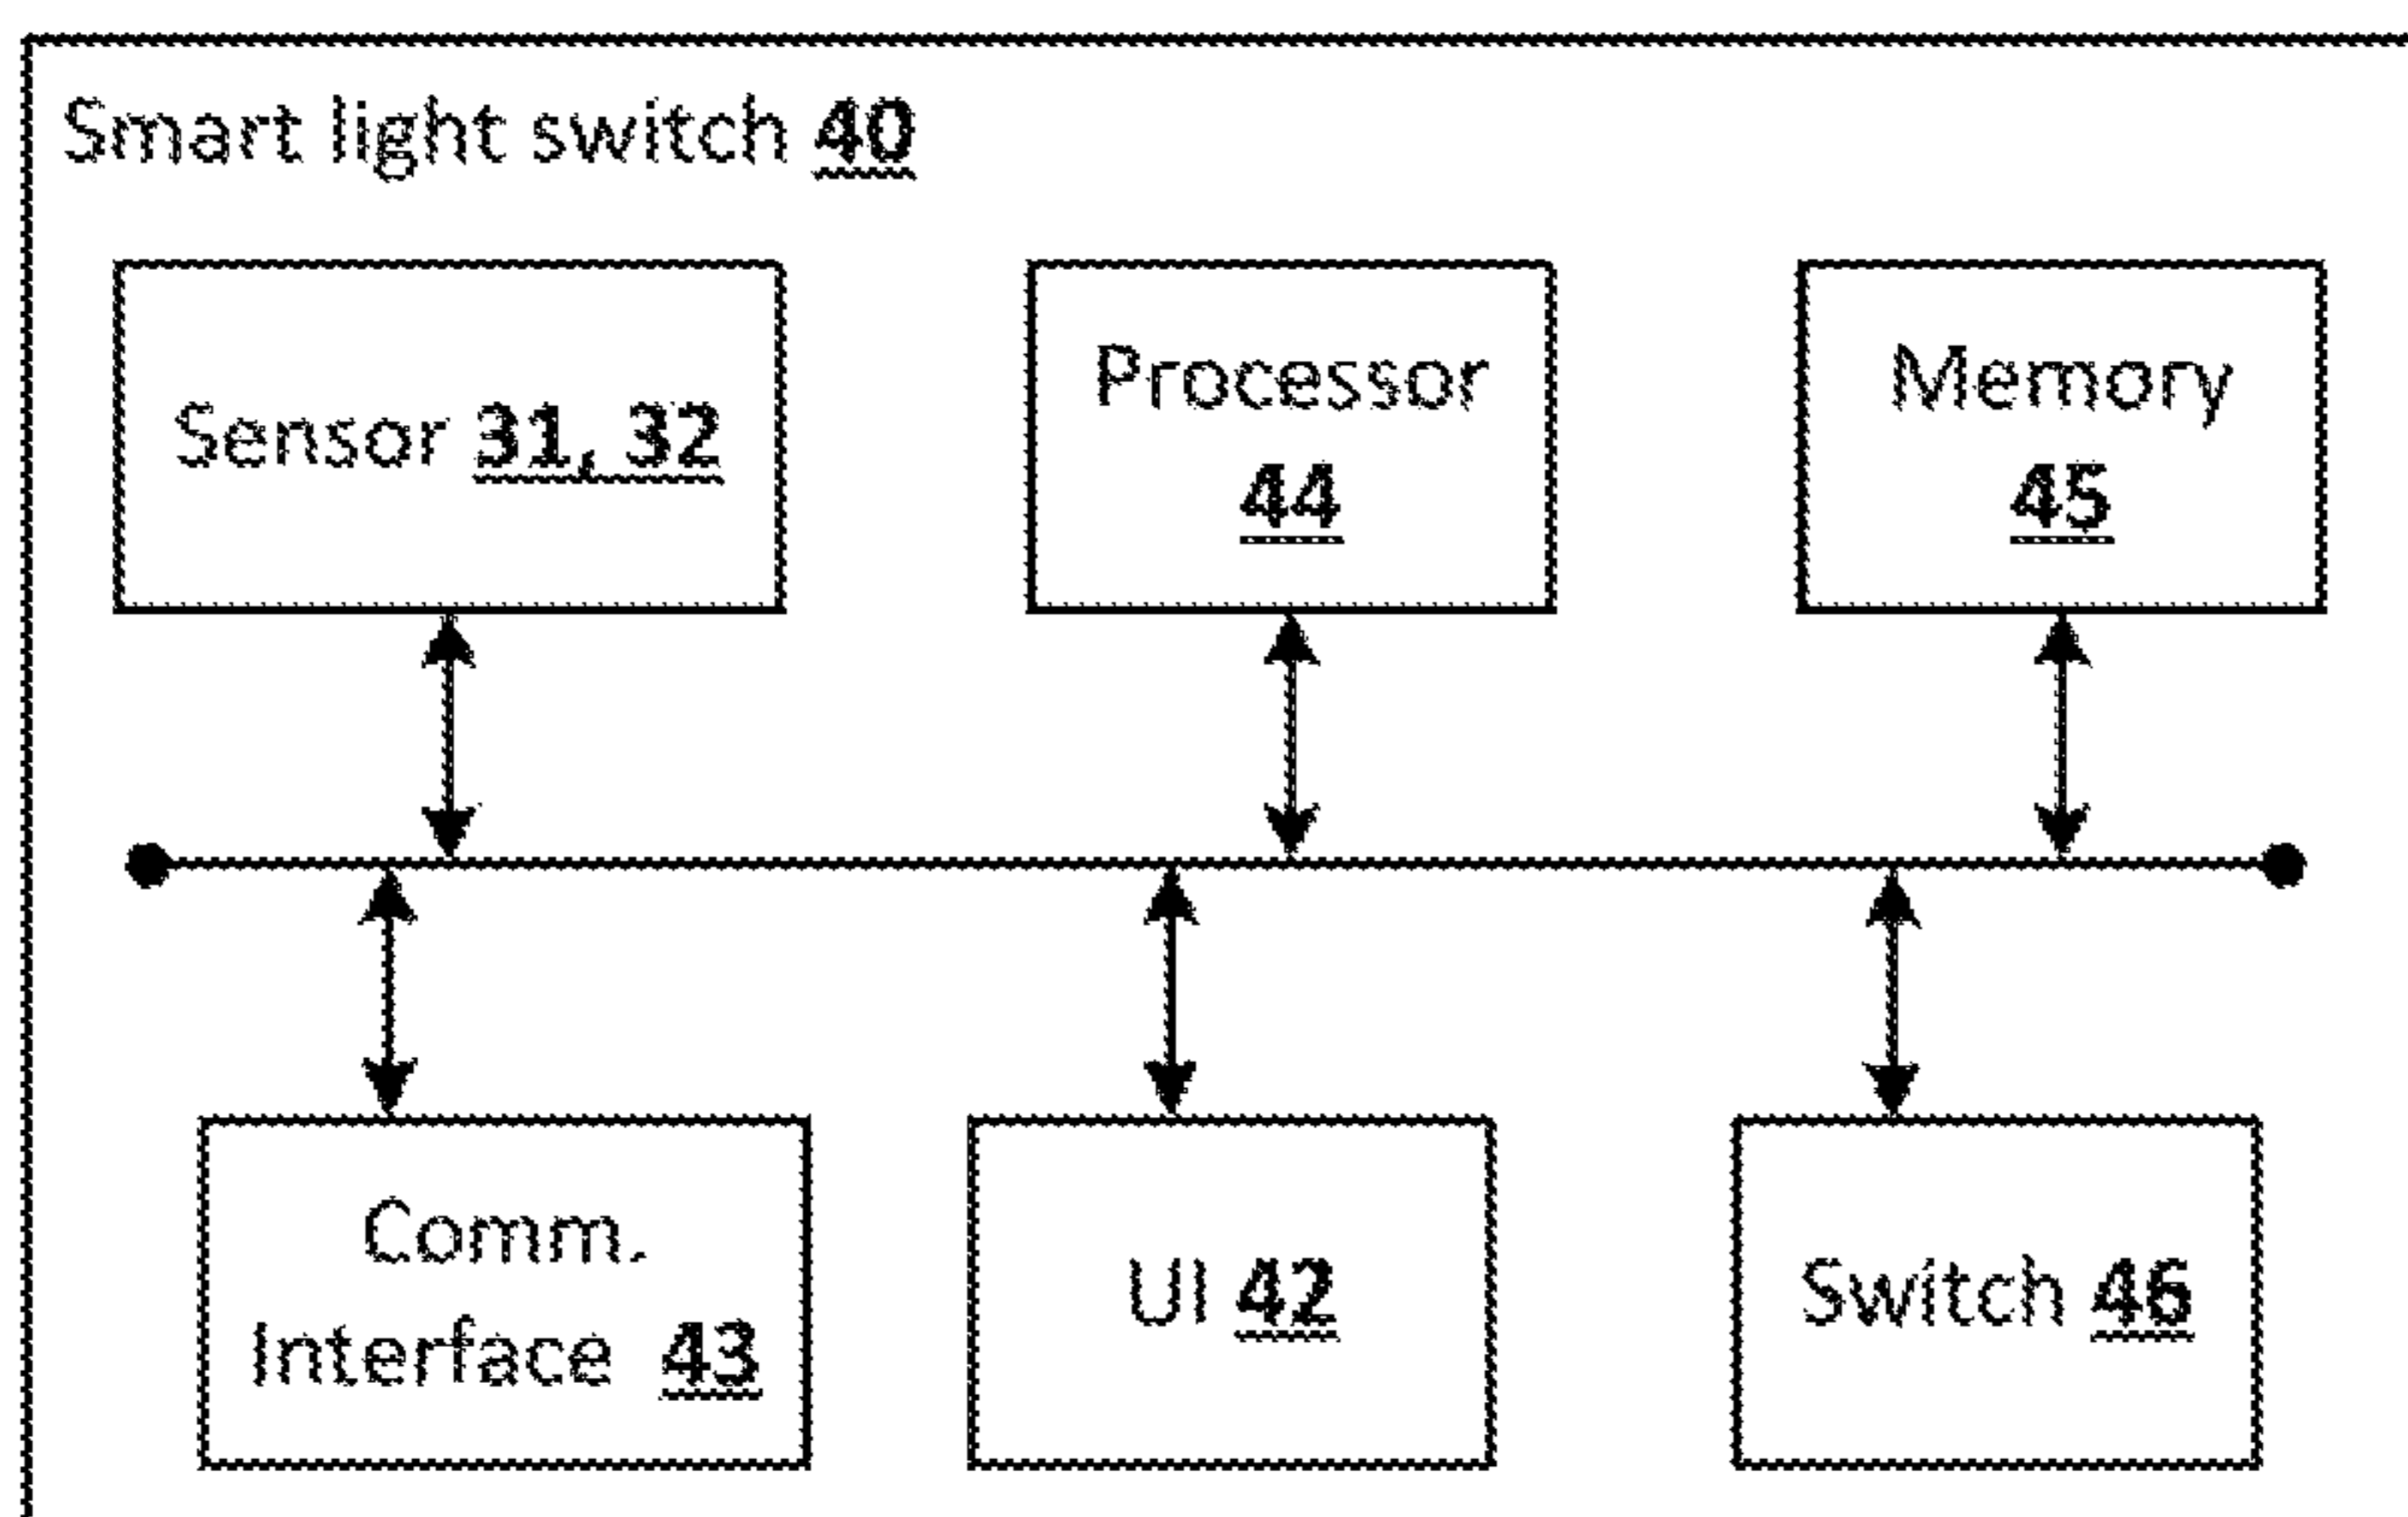 Smart light switch 40
Sensor 31, 32
Processor
44
Memory
45
Comm.
Interface 43
UI 42
Switch 46